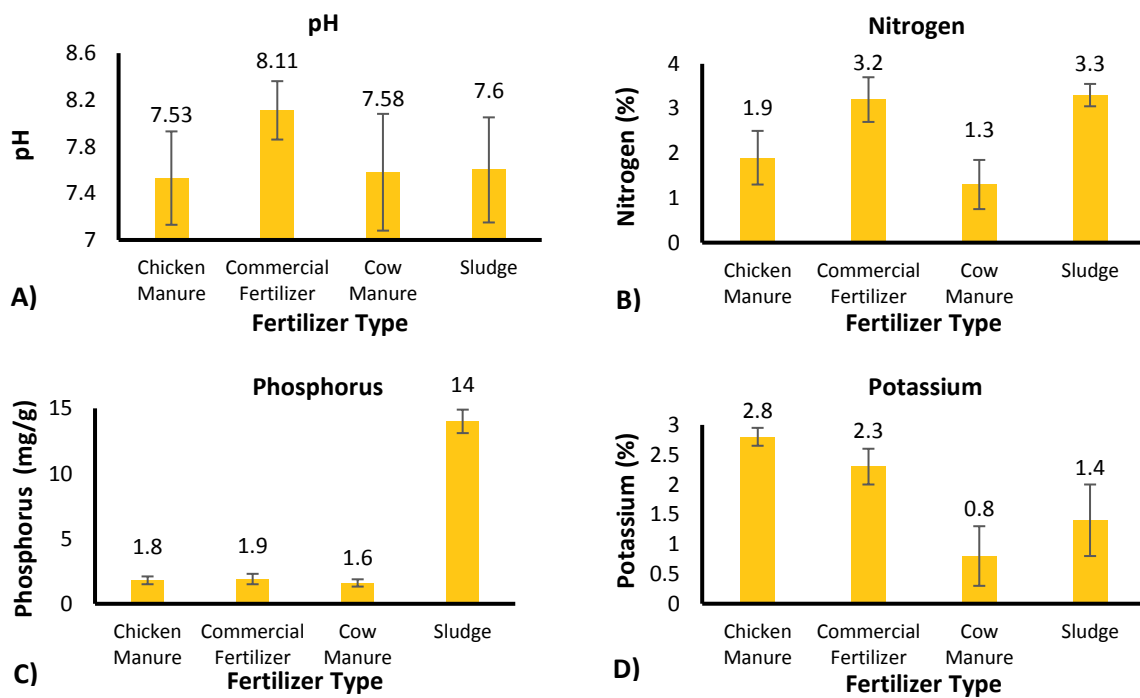 pH
8.6
8.2
7.8
7.4
7
pH
7.53
8.11
7.58
7.6
Chicken Manure
Commercial Fertilizer
Cow Manure
Sludge
Fertilizer Type
A)
Nitrogen
4
3
2
1
0
Nitrogen (%)
1.9
3.2
1.3
3.3
Chicken Manure
Commercial Fertilizer
Cow Manure
Sludge
Fertilizer Type
B)
Phosphorus
15
10
5
0
Phosphorus (mg/g)
1.8
1.9
1.6
14
Chicken Manure
Commercial Fertilizer
Cow Manure
Sludge
Fertilizer Type
C)
Potassium
3
2.5
2
1.5
1
0.5
0
Potassium (%)
2.8
2.3
0.8
1.4
Chicken Manure
Commercial Fertilizer
Cow Manure
Sludge
Fertilizer Type
D)